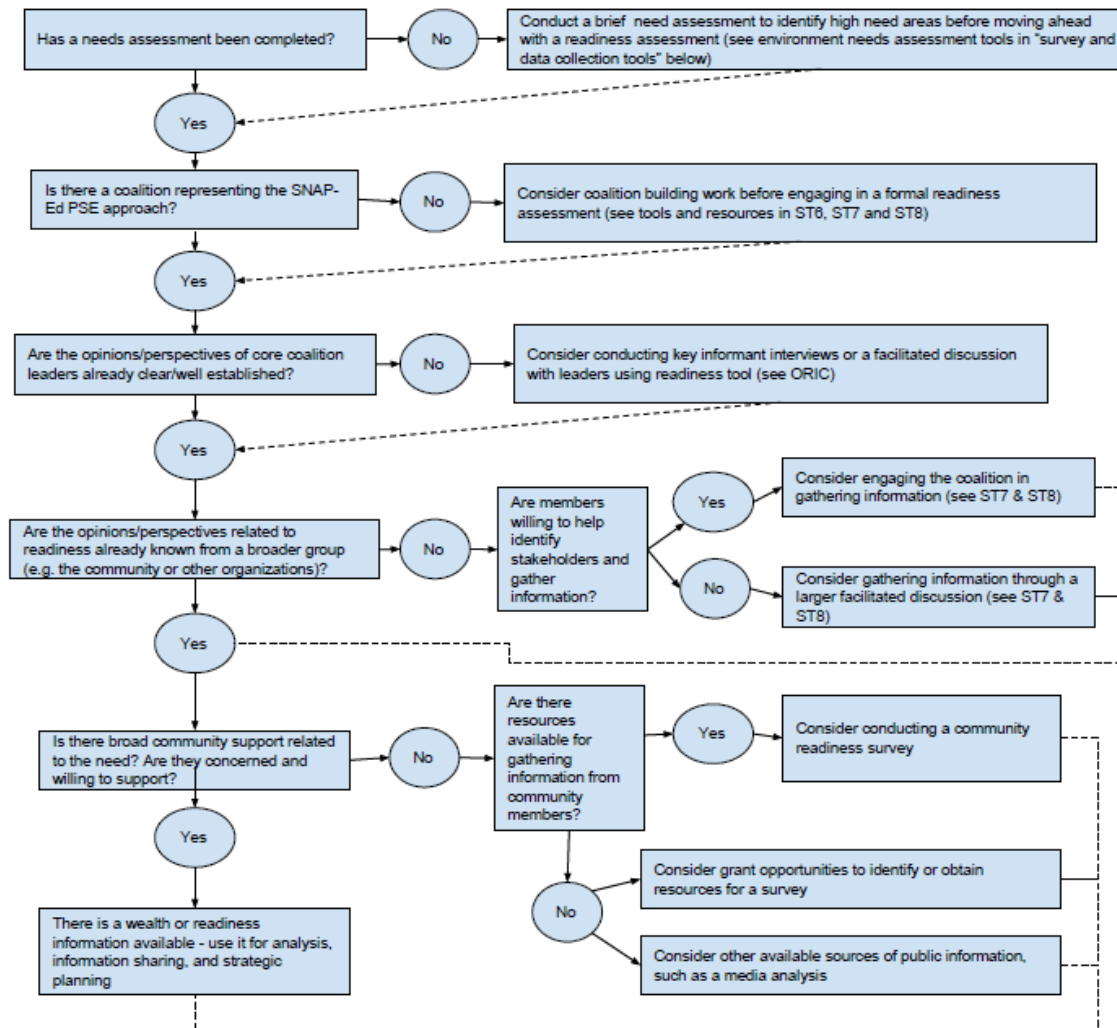 Has a needs assessment been completed?
No
Conduct a brief need assessment to identify high need areas before moving ahead
with a readiness assessment (see environment needs assessment tools in "survey and
data collection tools" below)
Yes
Is there a coalition representing the SNAP-
Ed PSE approach?
No
Consider coalition building work before engaging in a formal readiness
assessment (see tools and resources in ST6, ST7 and ST8)
Yes
Are the opinions/perspectives of core coalition
leaders already clear/well established?
No
Consider conducting key informant interviews or a facilitated discussion
with leaders using readiness tool (see ORIC)
Yes
Are the opinions/perspectives related to
readiness already known from a broader group
(e.g. the community or other organizations)?
No
Are members
willing to help
identify
stakeholders and
gather
information?
Yes
Consider engaging the coalition in
gathering information (see ST7 & ST8)
No
Consider gathering information through a
larger facilitated discussion (see ST7 &
ST8)
Yes
Is there broad community support related
to the need? Are they concerned and
willing to support?
No
Are there
resources
available for
gathering
information from
community
members?
Yes
Consider conducting a community
readiness survey
No
Consider grant opportunities to identify or obtain
resources for a survey
Consider other available sources of public information,
such as a media analysis
Yes
There is a wealth or readiness
information available - use it for analysis,
information sharing, and strategic
planning